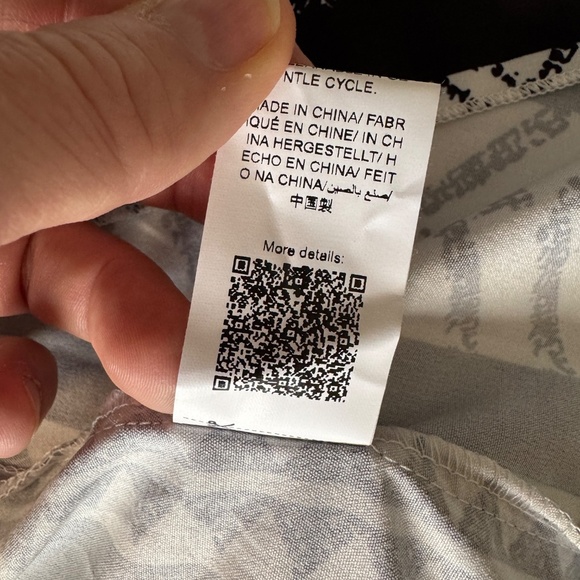 NTLE CYCLE.
MADE IN CHINA/ FABR
IQUÉ EN CHINE/ IN CH
INA HERGESTELLT/ H
ECHO EN CHINA/ FEIT
O NA CHINA/صنع بالصين/
中国製
More details: